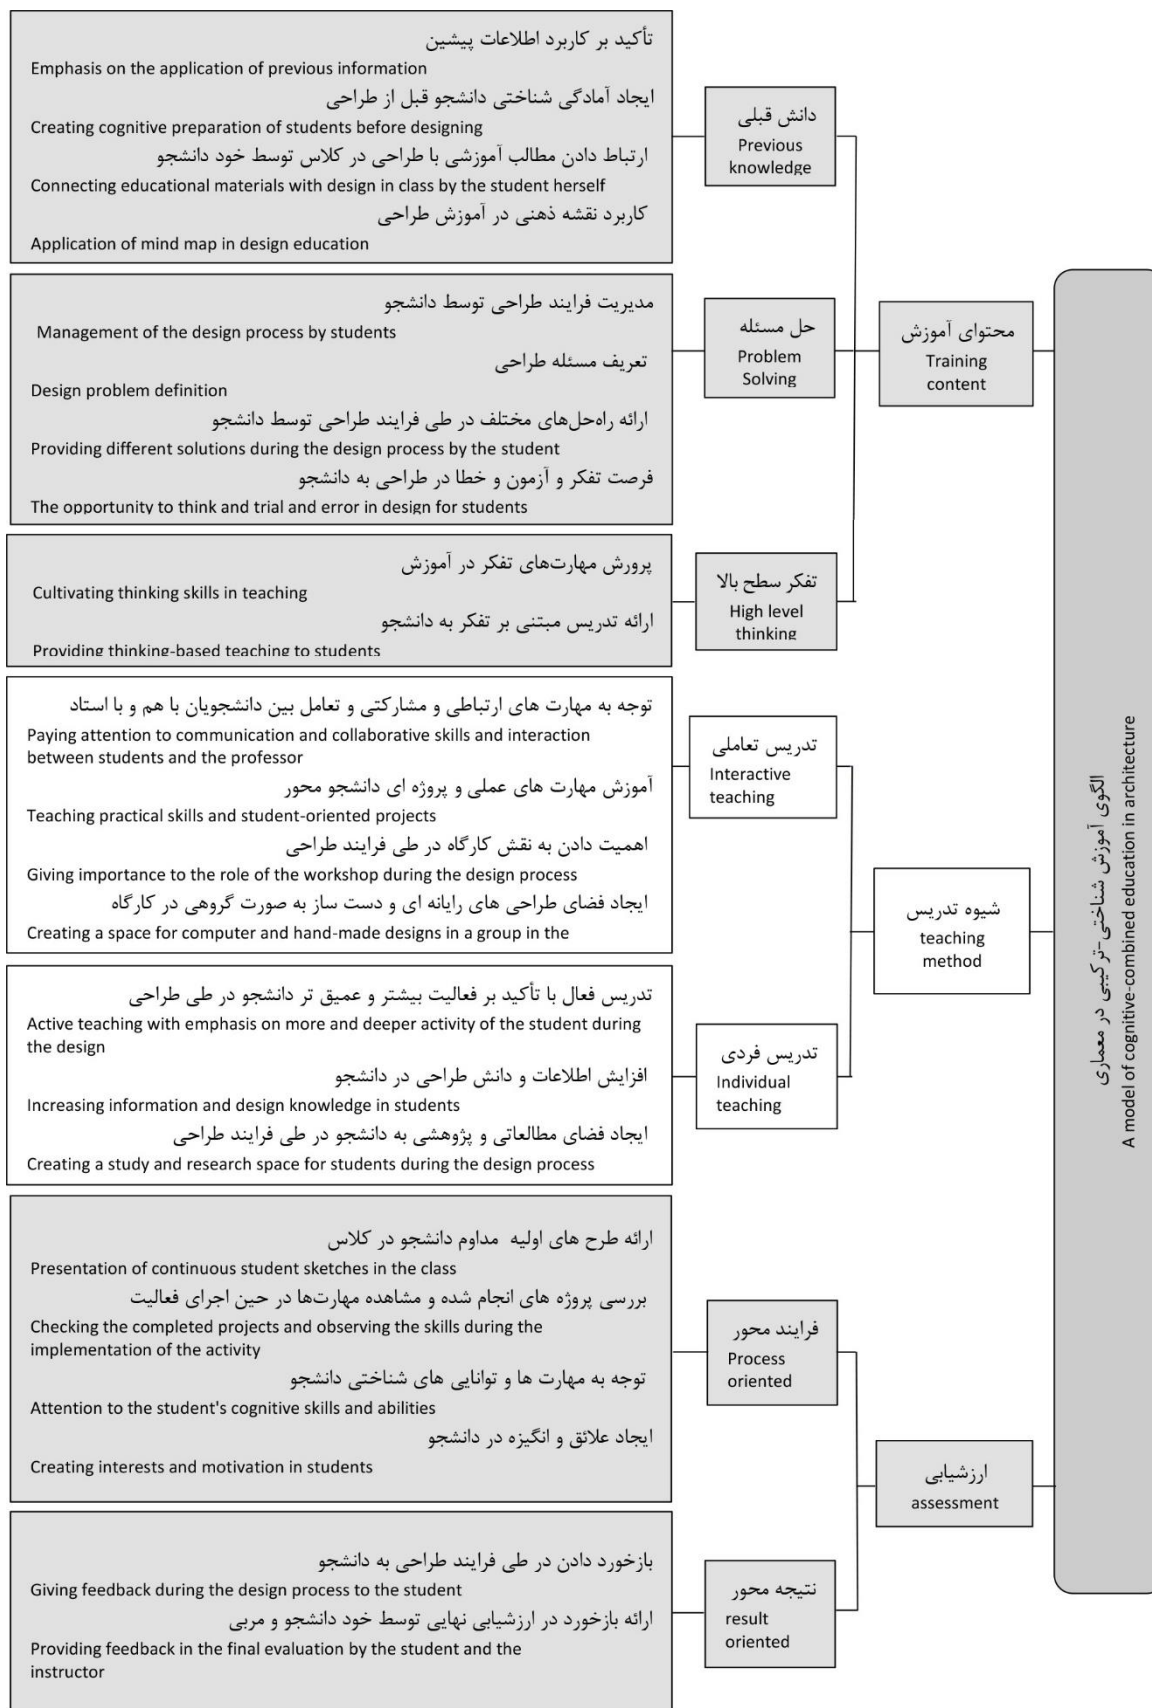 تأکید بر کاربرد اطلاعات پیشین
Emphasis on the application of previous information
ایجاد آمادگی شناختی دانشجو قبل از طراحی
Creating cognitive preparation of students before designing
ارتباط دادن مطالب آموزشی با طراحی در کلاس توسط خود دانشجو
Connecting educational materials with design in class by the student herself
کاربرد نقشه ذهنی در آموزش طراحی
Application of mind map in design education
دانش قبلی
Previous
knowledge
مدیریت فرایند طراحی توسط دانشجو
Management of the design process by students
تعریف مسئله طراحی
Design problem definition
ارائه راه‌حل‌های مختلف در طی فرایند طراحی توسط دانشجو
Providing different solutions during the design process by the student
فرصت تفکر و آزمون و خطا در طراحی به دانشجو
The opportunity to think and trial and error in design for students
حل مسئله
Problem
Solving
محتوای آموزش
Training
content
پرورش مهارت‌های تفکر در آموزش
Cultivating thinking skills in teaching
ارائه تدریس مبتنی بر تفکر به دانشجو
Providing thinking-based teaching to students
تفکر سطح بالا
High level
thinking
توجه به مهارت های ارتباطی و مشارکتی و تعامل بین دانشجویان با هم و با استاد
Paying attention to communication and collaborative skills and interaction
between students and the professor
آموزش مهارت های عملی و پروژه ای دانشجو محور
Teaching practical skills and student-oriented projects
اهمیت دادن به نقش کارگاه در طی فرایند طراحی
Giving importance to the role of the workshop during the design process
ایجاد فضای طراحی های رایانه ای و دست ساز به صورت گروهی در کارگاه
Creating a space for computer and hand-made designs in a group in the
تدریس تعاملی
Interactive
teaching
شیوه تدریس
teaching
method
تدریس فعال با تأکید بر فعالیت بیشتر و عمیق تر دانشجو در طی طراحی
Active teaching with emphasis on more and deeper activity of the student during
the design
افزایش اطلاعات و دانش طراحی در دانشجو
Increasing information and design knowledge in students
ایجاد فضای مطالعاتی و پژوهشی به دانشجو در طی فرایند طراحی
Creating a study and research space for students during the design process
تدریس فردی
Individual
teaching
ارائه طرح های اولیه مداوم دانشجو در کلاس
Presentation of continuous student sketches in the class
بررسی پروژه های انجام شده و مشاهده مهارت‌ها در حین اجرای فعالیت
Checking the completed projects and observing the skills during the
implementation of the activity
توجه به مهارت ها و توانایی های شناختی دانشجو
Attention to the student's cognitive skills and abilities
ایجاد علائق و انگیزه در دانشجو
Creating interests and motivation in students
فرایند محور
Process
oriented
ارزشیابی
assessment
بازخورد دادن در طی فرایند طراحی به دانشجو
Giving feedback during the design process to the student
ارائه بازخورد در ارزشیابی نهایی توسط خود دانشجو و مربی
Providing feedback in the final evaluation by the student and the
instructor
نتیجه محور
result
oriented
الگوی آموزش شناختی-ترکیبی در معماری
A model of cognitive-combined education in architecture